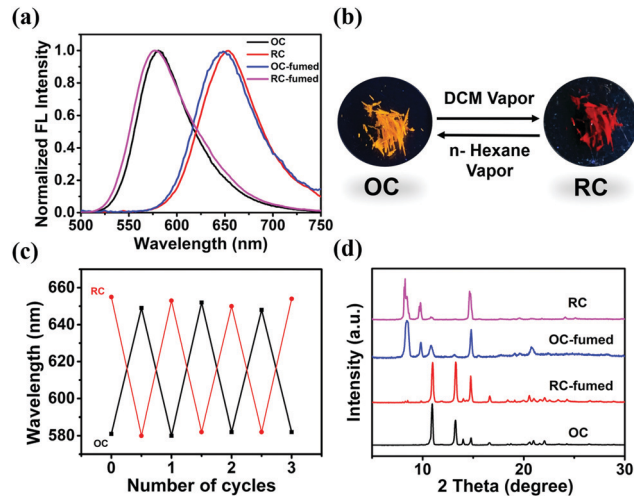 (a)
Normalized FL Intensity
1.0
0.8
0.6
0.4
0.2
0.0
500 550 600 650 700 750
Wavelength (nm)
OC
RC
OC-fumed
RC-fumed
(b)
DCM Vapor
n- Hexane
Vapor
OC
RC
(c)
Wavelength (nm)
660
640
620
600
580
RC
OC
0 1 2 3
Number of cycles
(d)
Intensity (a.u.)
RC
OC-fumed
RC-fumed
OC
10 20 30
2 Theta (degree)